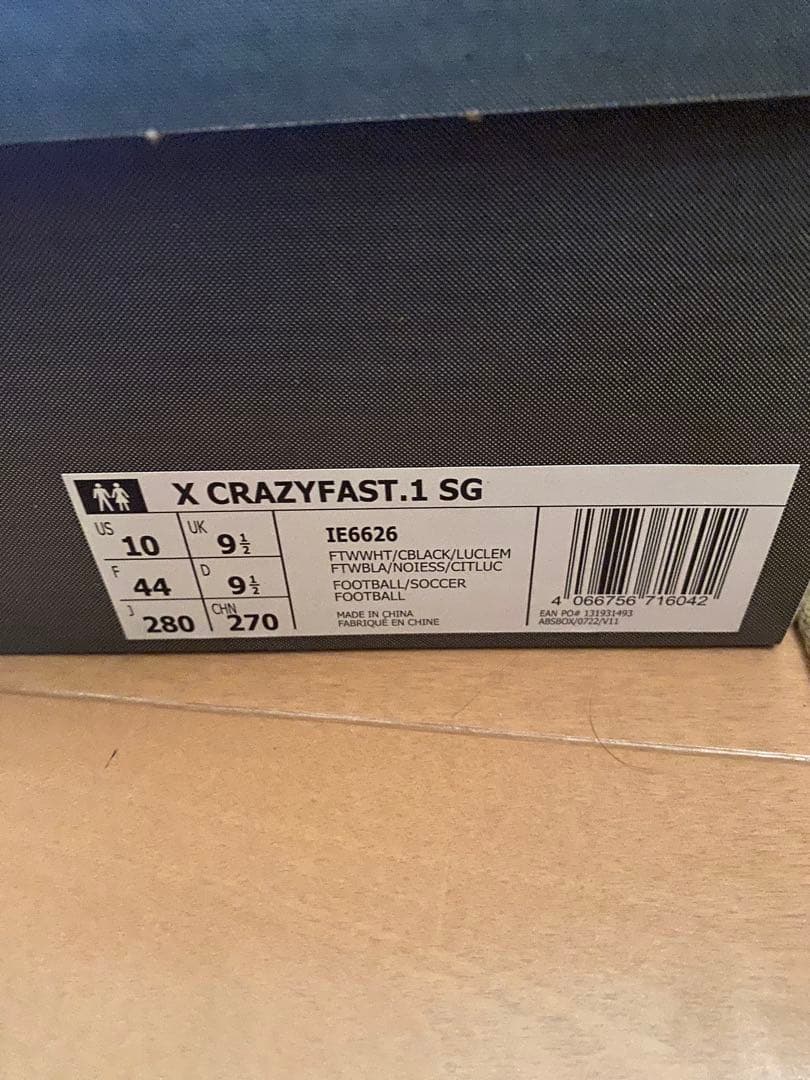 X CRAZYFAST.1 SG
US 10 UK 9½
F 44 D 9½
J 280 CHN 270
IE6626
FTWWHT/CBLACK/LUCLEM
FTWBLA/NOIESS/CITLUC
FOOTBALL/SOCCER
FOOTBALL
MADE IN CHINA
FABRIQUÉ EN CHINE
4 066756 716042
EAN PO# 131931493
ABSBOX/0722/V11